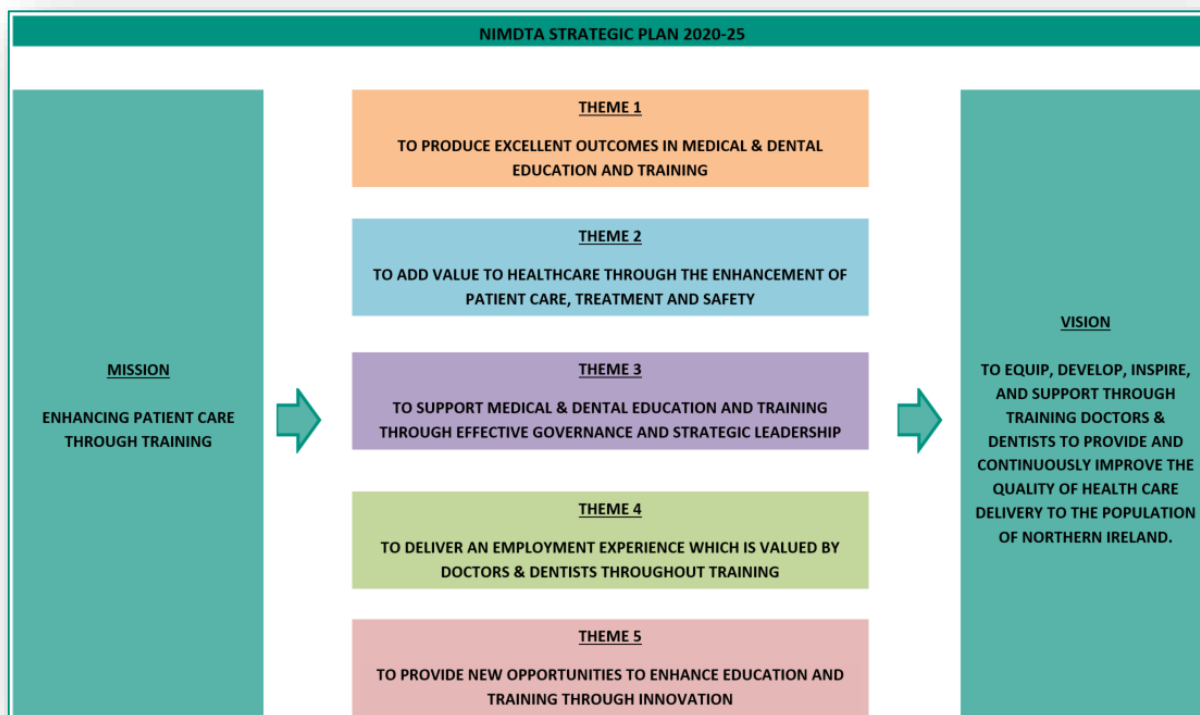 NIMDTA STRATEGIC PLAN 2020-25
MISSION
ENHANCING PATIENT CARE
THROUGH TRAINING
THEME 1
TO PRODUCE EXCELLENT OUTCOMES IN MEDICAL & DENTAL
EDUCATION AND TRAINING
THEME 2
TO ADD VALUE TO HEALTHCARE THROUGH THE ENHANCEMENT OF
PATIENT CARE, TREATMENT AND SAFETY
THEME 3
TO SUPPORT MEDICAL & DENTAL EDUCATION AND TRAINING
THROUGH EFFECTIVE GOVERNANCE AND STRATEGIC LEADERSHIP
THEME 4
TO DELIVER AN EMPLOYMENT EXPERIENCE WHICH IS VALUED BY
DOCTORS & DENTISTS THROUGHOUT TRAINING
THEME 5
TO PROVIDE NEW OPPORTUNITIES TO ENHANCE EDUCATION AND
TRAINING THROUGH INNOVATION
VISION
TO EQUIP, DEVELOP, INSPIRE,
AND SUPPORT THROUGH
TRAINING DOCTORS &
DENTISTS TO PROVIDE AND
CONTINUOUSLY IMPROVE THE
QUALITY OF HEALTH CARE
DELIVERY TO THE POPULATION
OF NORTHERN IRELAND.